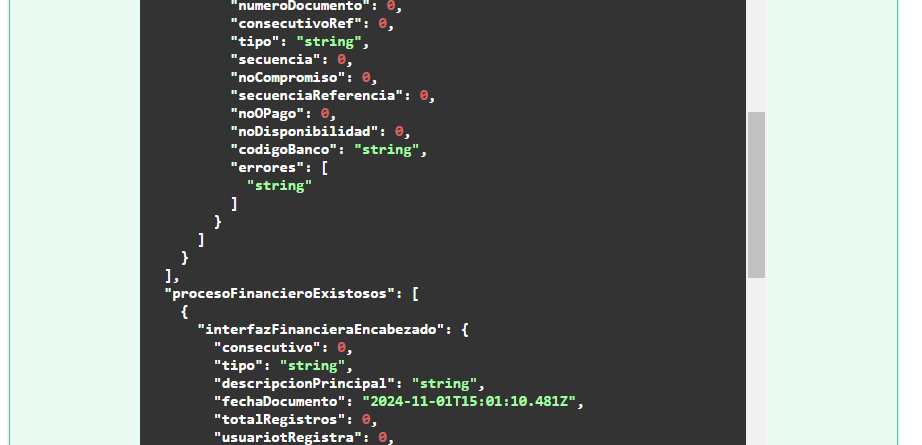 "numeroDocumento": 0,
"consecutivoRef": 0,
"tipo": "string",
"secuencia": 0,
"noCompromiso": 0,
"secuenciaReferencia": 0,
"noOPago": 0,
"noDisponibilidad": 0,
"codigoBanco": "string",
"errores": [
"string"
]
}
]
}
],
"procesoFinancieroExistosos": [
{
"interfazFinancieraEncabezado": {
"consecutivo": 0,
"tipo": "string",
"descripcionPrincipal": "string",
"fechaDocumento": "2024-11-01T15:01:10.481Z",
"totalRegistros": 0,
"usuariotRegistra": 0,